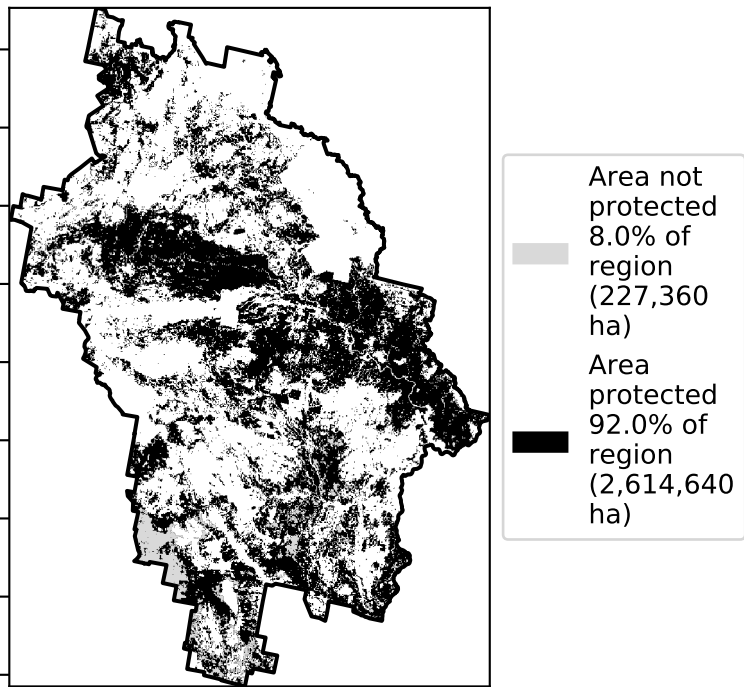 Area not
protected
8.0% of
region
(227,360
ha)
Area
protected
92.0% of
region
(2,614,640
ha)